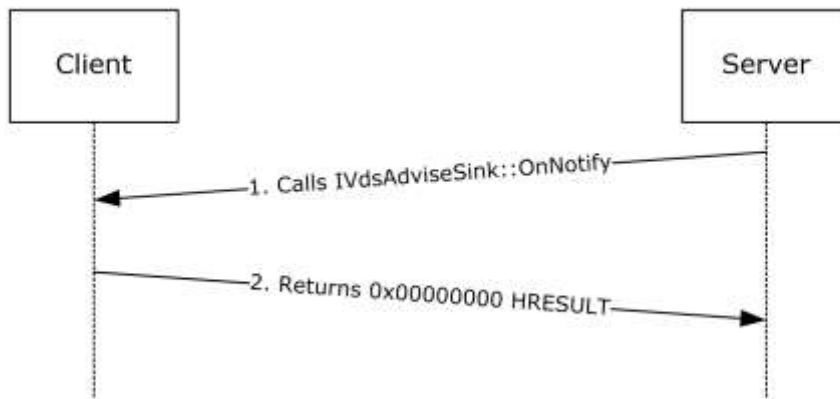 Client
Server
1. Calls IVdsAdviseSink::OnNotify
2. Returns 0x00000000 HRESULT